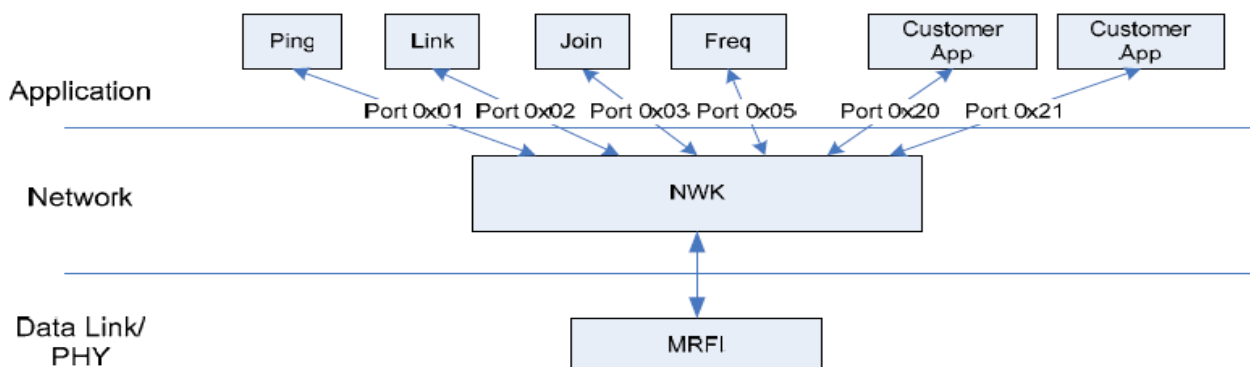 Ping
Link
Join
Freq
Customer
App
Customer
App
Application
Port 0x01
Port 0x02
Port 0x03
Port 0x05
Port 0x20
Port 0x21
Network
NWK
Data Link/
PHY
MRFI